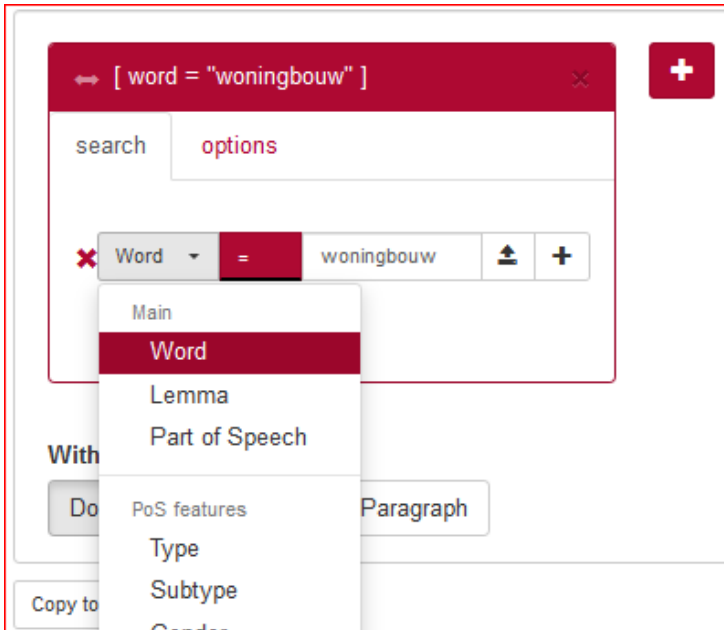 [ word = "woningbouw" ]
search options
Word = woningbouw
Main
Word
Lemma
Part of Speech
With
Do Paragraph
PoS features
Type
Subtype
Copy to
Gender